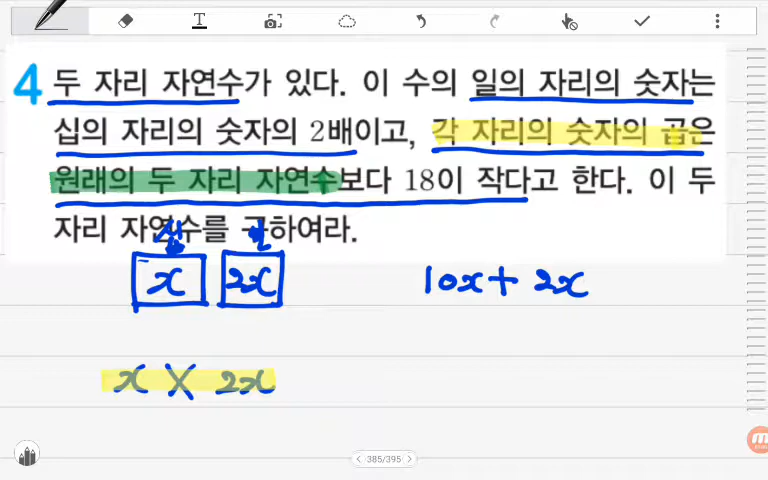 T
4 두 자리 자연수가 있다. 이 수의 일의 자리의 숫자는
십의 자리의 숫자의 2배이고, 각 자리의 숫자의 곱은
원래의 두 자리 자연수보다 18이 작다고 한다. 이 두
자리 자연수를 구하여라.
십 일
x 2x 10x + 2x
x X 2x
385/395
m